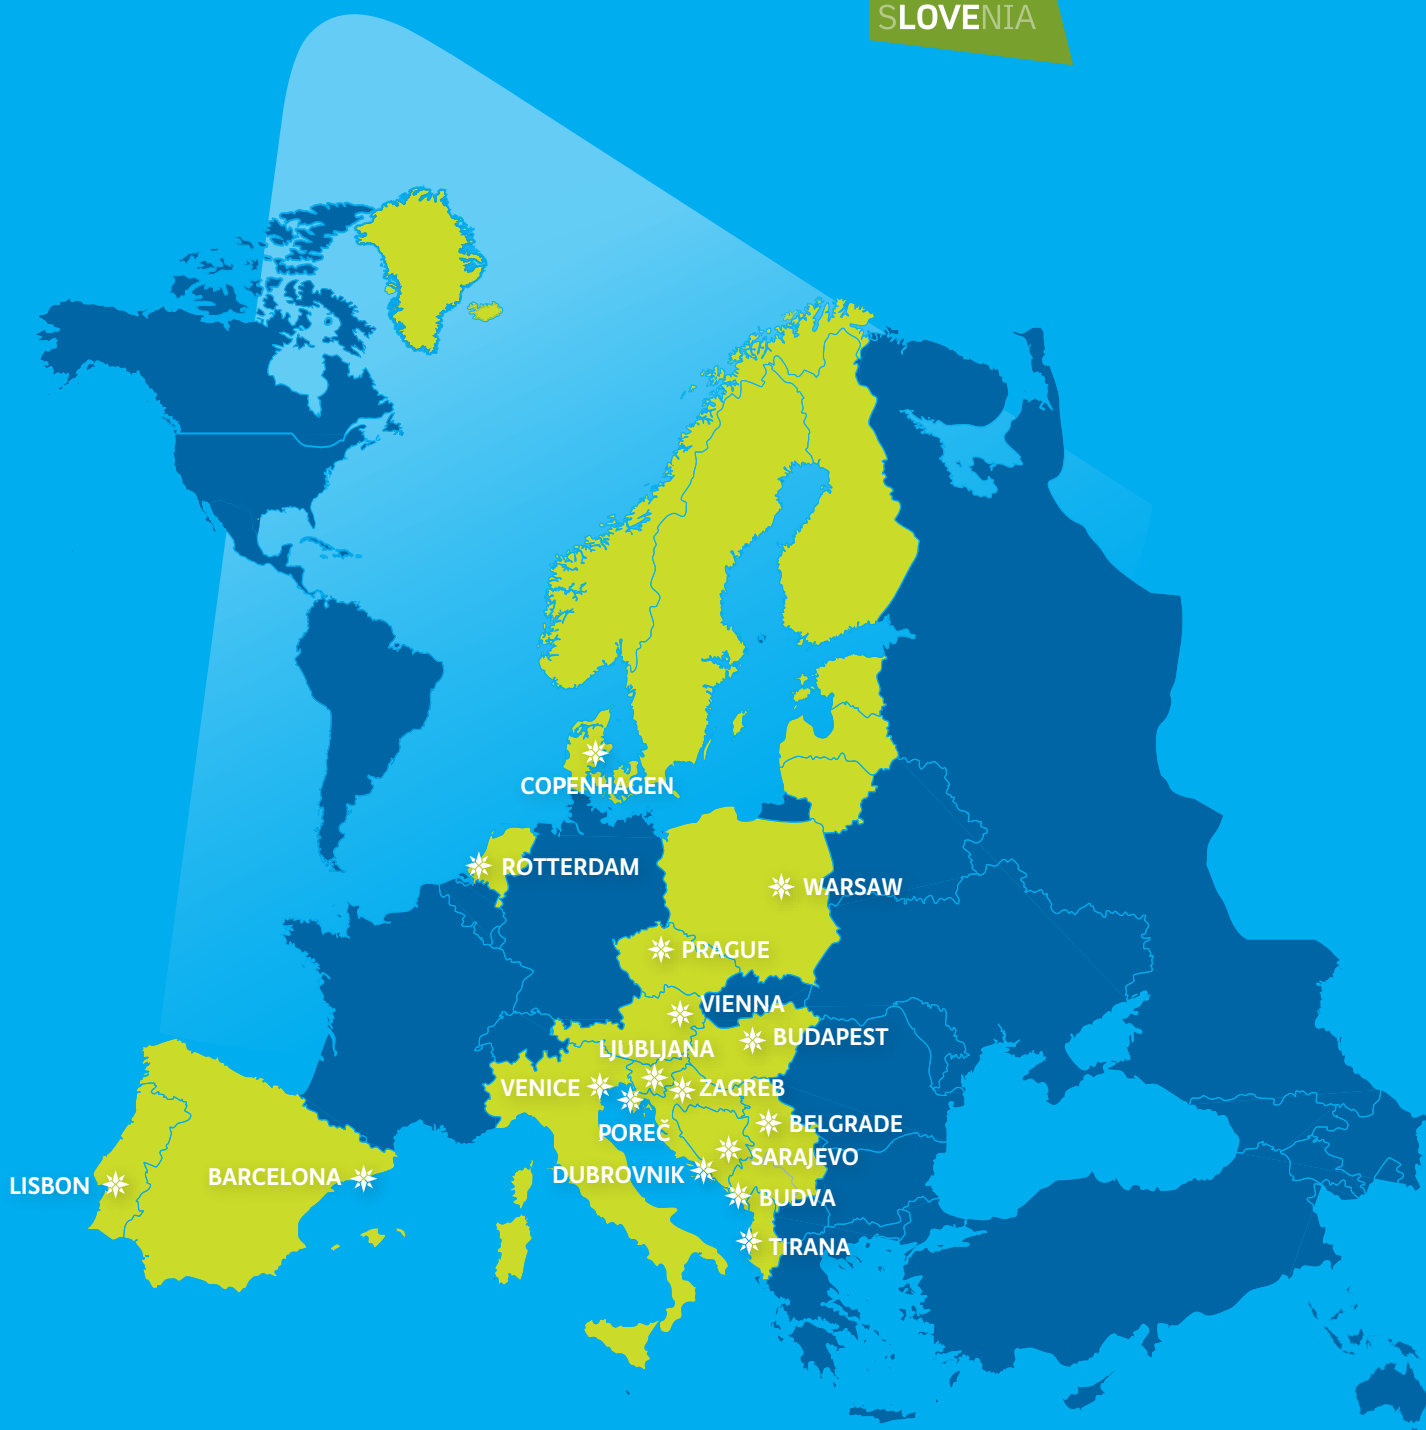 SLOVENIA
COPENHAGEN
ROTTERDAM
WARSAW
PRAGUE
VIENNA
BUDAPEST
LJUBLJANA
VENICE
ZAGREB
POREČ
BELGRADE
SARAJEVO
DUBROVNIK
LISBON
BARCELONA
BUDVA
TIRANA